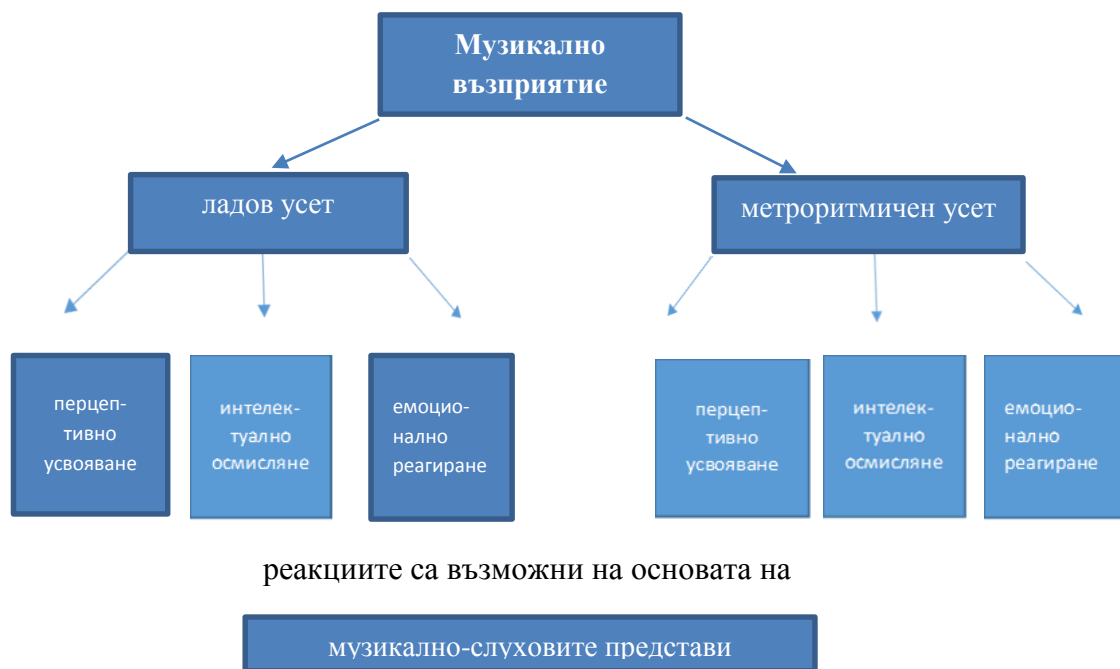 Музикално
възприятие
ладов усет
метроритмичен усет
перцеп-
тивно
усвояване
интелек-
туално
осмисляне
емоцио-
нално
реагиране
перцеп-
тивно
усвояване
интелек-
туално
осмисляне
емоцио-
нално
реагиране
реакциите са възможни на основата на
музикално-слуховите представи